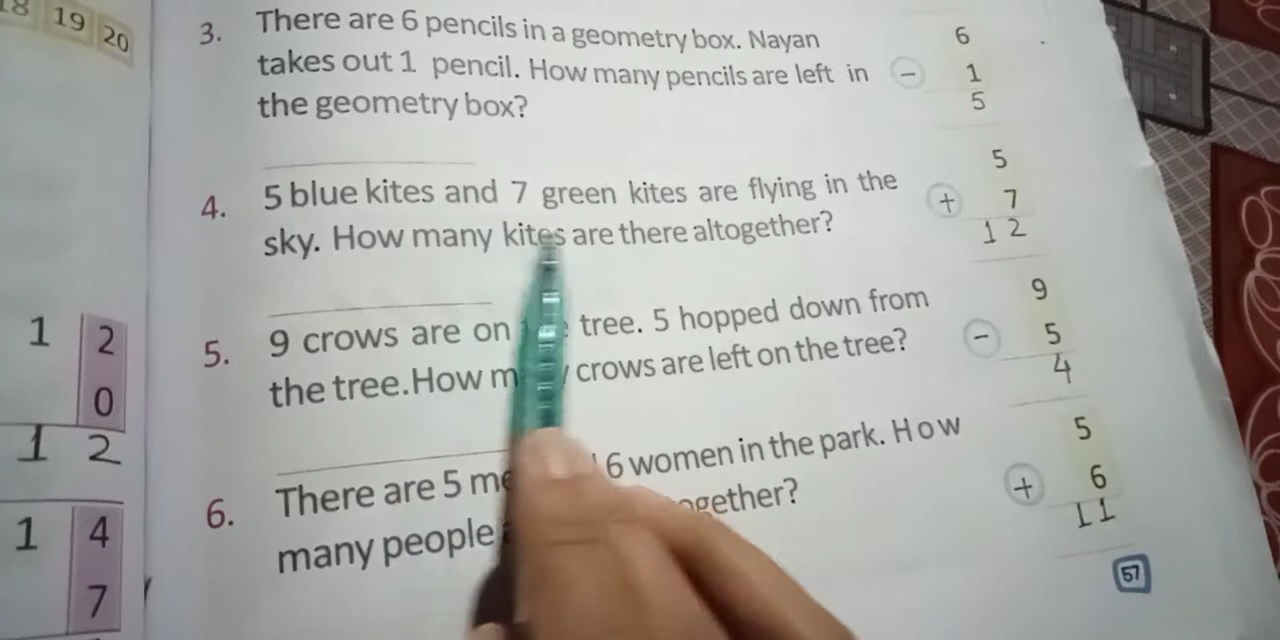 18 19 20
3. There are 6 pencils in a geometry box. Nayan
takes out 1 pencil. How many pencils are left in
the geometry box?
6
− 1
5
4. 5 blue kites and 7 green kites are flying in the
sky. How many kites are there altogether?
5
+ 7
12
5. 9 crows are on tree. 5 hopped down from
the tree.How crows are left on the tree?
9
− 5
4
6. There are 5 6 women in the park. How
many people
5
+ 6
11
1 2
0
1 2
1 4
7
57